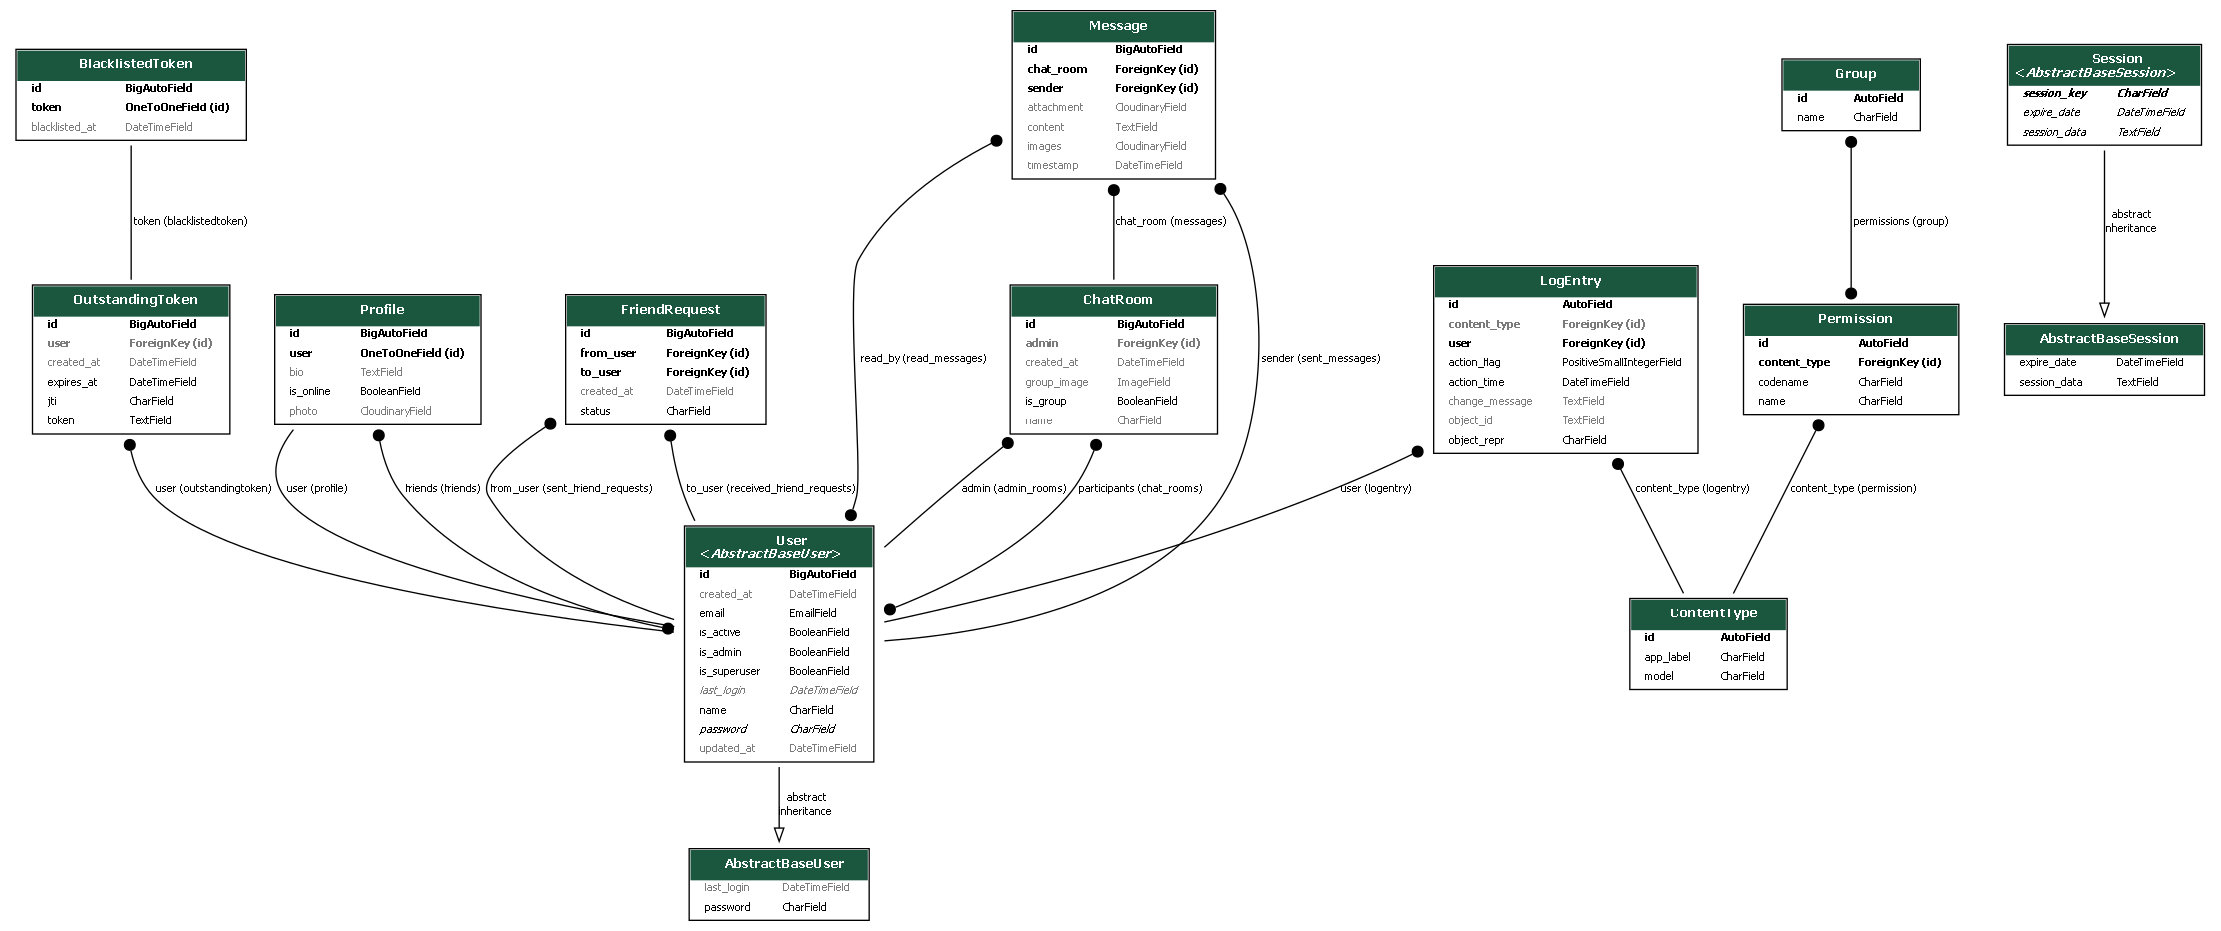 BlacklistedToken
id BigAutoField
token OneToOneField (id)
blacklisted_at DateTimeField
Message
id BigAutoField
chat_room ForeignKey (id)
sender ForeignKey (id)
attachment CloudinaryField
content TextField
images CloudinaryField
timestamp DateTimeField
Group
id AutoField
name CharField
Session
<AbstractBaseSession>
session_key CharField
expire_date DateTimeField
session_data TextField
token (blacklistedtoken)
chat_room (messages)
permissions (group)
abstract
inheritance
OutstandingToken
id BigAutoField
user ForeignKey (id)
created_at DateTimeField
expires_at DateTimeField
jti CharField
token TextField
Profile
id BigAutoField
user OneToOneField (id)
bio TextField
is_online BooleanField
photo CloudinaryField
FriendRequest
id BigAutoField
from_user ForeignKey (id)
to_user ForeignKey (id)
created_at DateTimeField
status CharField
read_by (read_messages)
ChatRoom
id BigAutoField
admin ForeignKey (id)
created_at DateTimeField
group_image ImageField
is_group BooleanField
name CharField
sender (sent_messages)
LogEntry
id AutoField
content_type ForeignKey (id)
user ForeignKey (id)
action_flag PositiveSmallIntegerField
action_time DateTimeField
change_message TextField
object_id TextField
object_repr CharField
Permission
id AutoField
content_type ForeignKey (id)
codename CharField
name CharField
AbstractBaseSession
expire_date DateTimeField
session_data TextField
user (outstandingtoken)
user (profile)
friends (friends)
from_user (sent_friend_requests)
to_user (received_friend_requests)
admin (admin_rooms)
participants (chat_rooms)
user (logentry)
content_type (logentry)
content_type (permission)
User
<AbstractBaseUser>
id BigAutoField
created_at DateTimeField
email EmailField
is_active BooleanField
is_admin BooleanField
is_superuser BooleanField
last_login DateTimeField
name CharField
password CharField
updated_at DateTimeField
ContentType
id AutoField
app_label CharField
model CharField
abstract
inheritance
AbstractBaseUser
last_login DateTimeField
password CharField